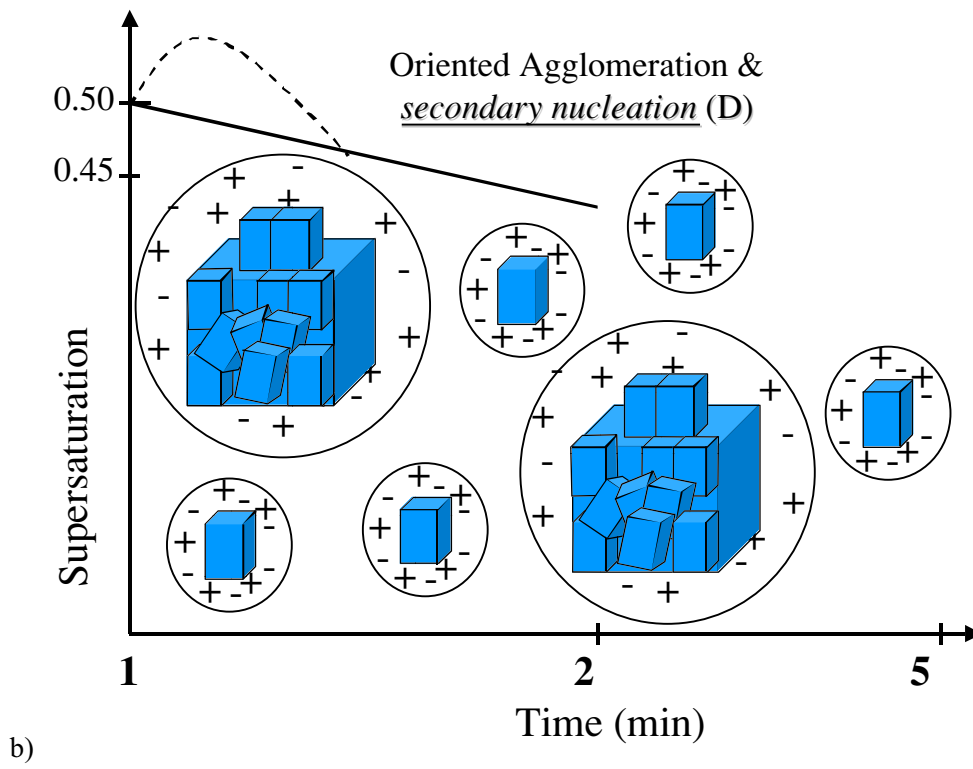 Oriented Agglomeration &
secondary nucleation (D)
0.50
0.45
Supersaturation
1
2
5
Time (min)
b)